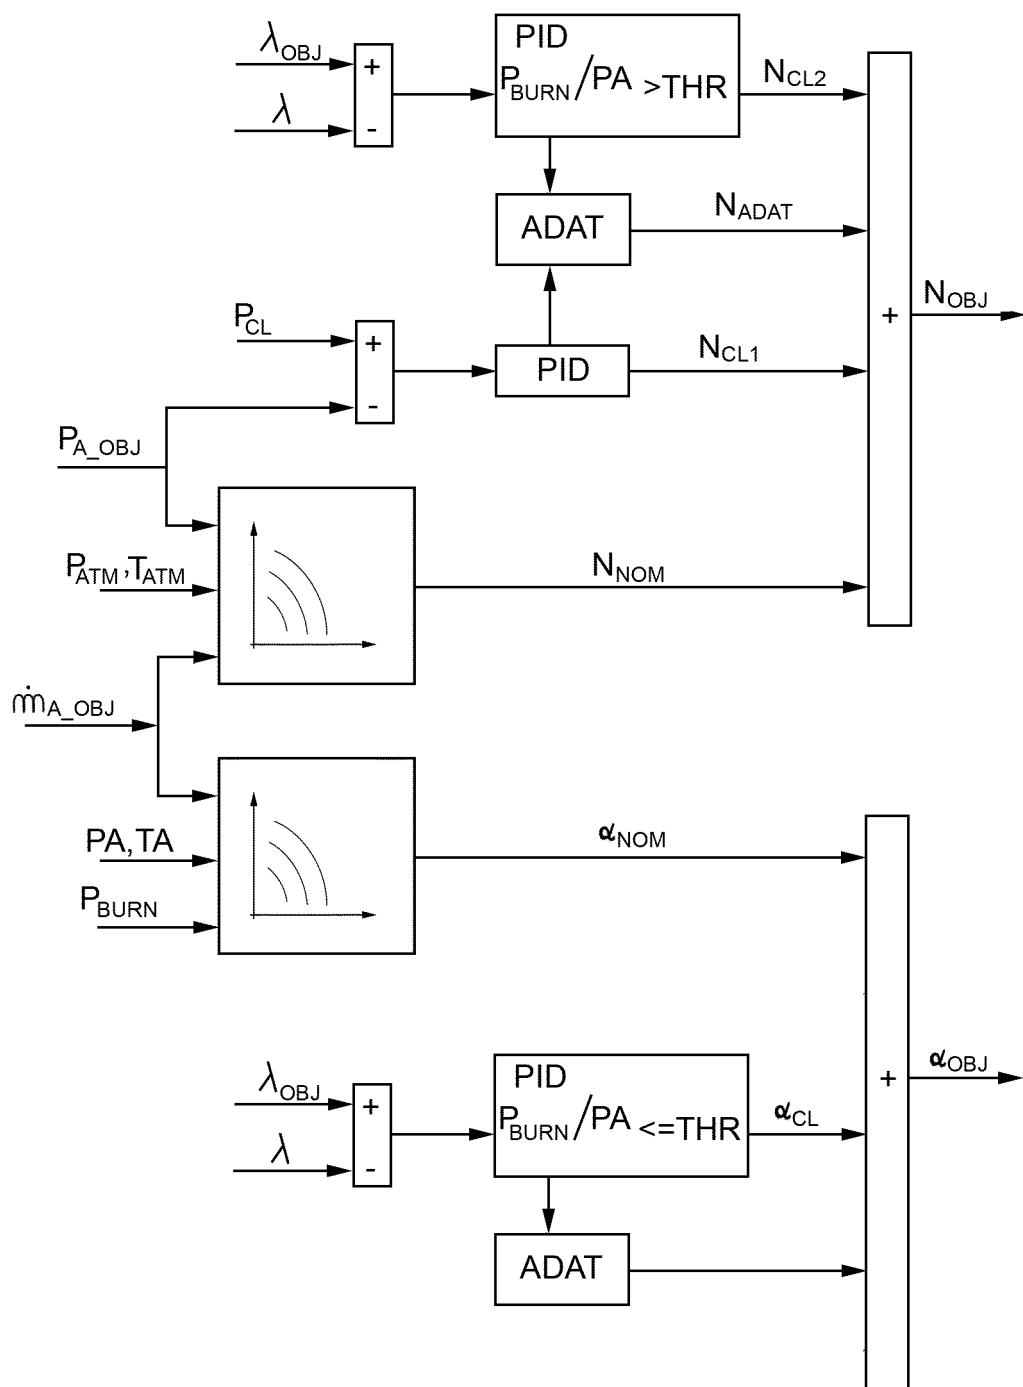 λOBJ
+
λ
-
PID
PBURN/PA >THR
NCL2
ADAT
NADAT
PCL
+
-
PID
NCL1
+
NOBJ
PA_OBJ
PATM,TATM
NNOM
ṁA_OBJ
PA,TA
PBURN
αNOM
λOBJ
+
λ
-
PID
PBURN/PA <=THR
αCL
+
αOBJ
ADAT